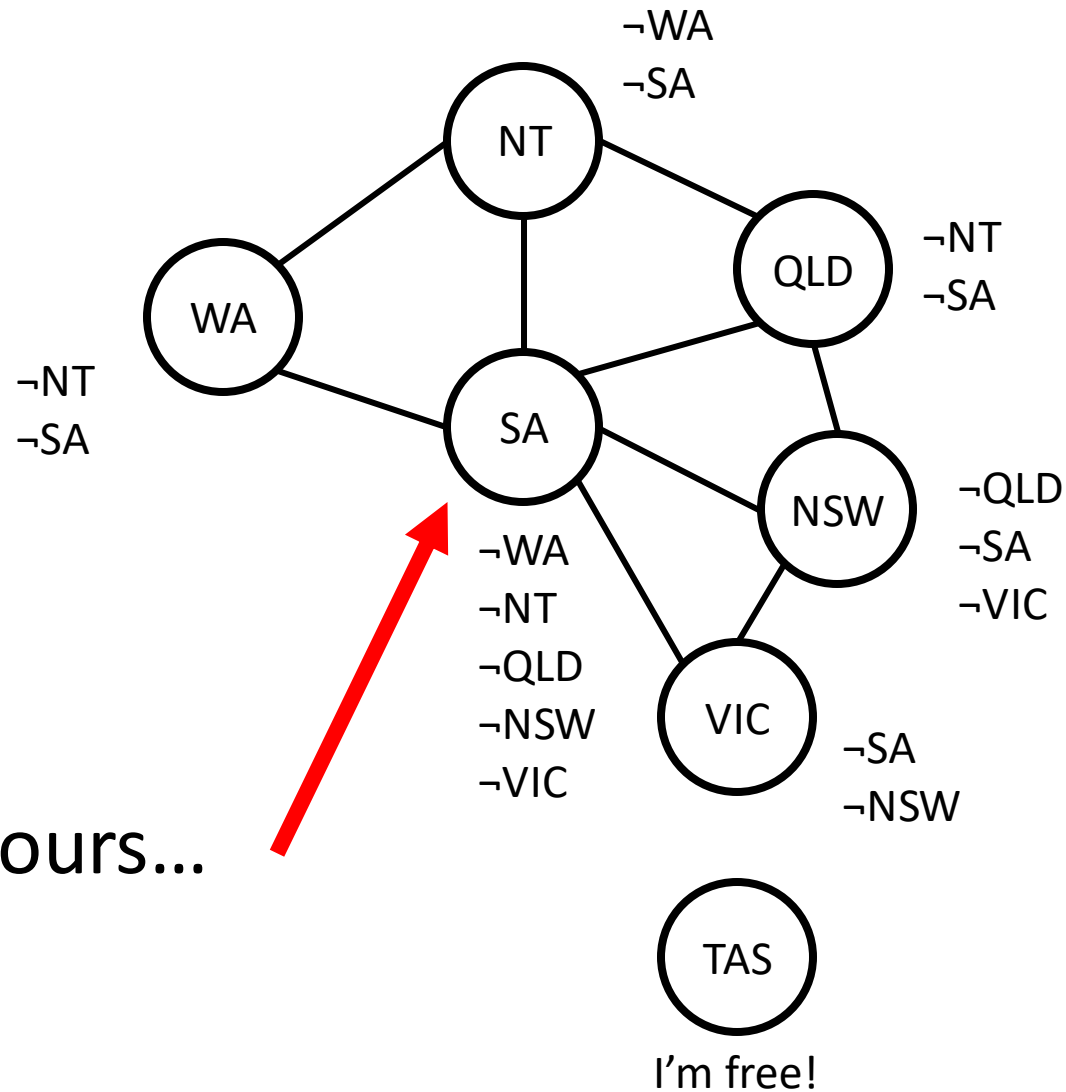 ¬WA
¬SA
NT
QLD
¬NT
¬SA
WA
¬NT
¬SA
SA
¬WA
¬NT
¬QLD
¬NSW
¬VIC
NSW
¬QLD
¬SA
¬VIC
VIC
¬SA
¬NSW
ours...
TAS
I'm free!